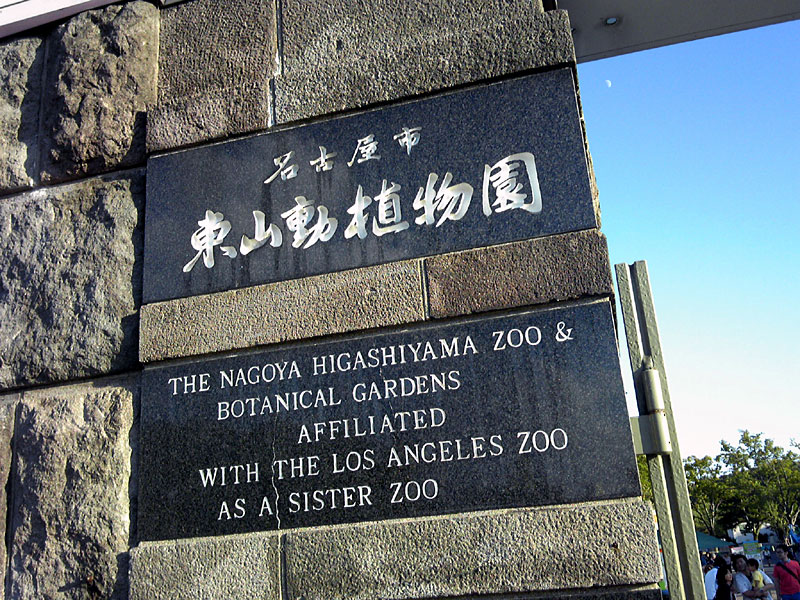 名古屋市
東山動植物園
THE NAGOYA HIGASHIYAMA ZOO &
BOTANICAL GARDENS
AFFILIATED
WITH THE LOS ANGELES ZOO
AS A SISTER ZOO